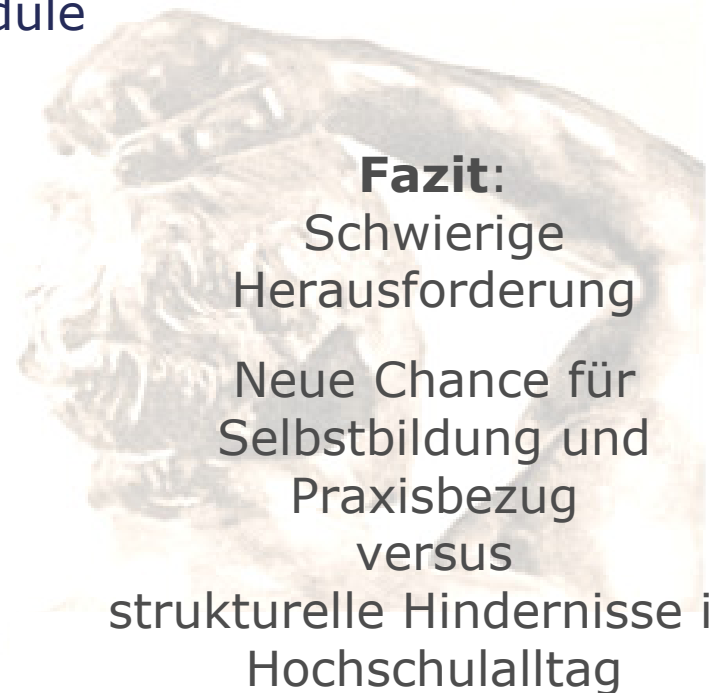 dule
Fazit:
Schwierige
Herausforderung
Neue Chance für
Selbstbildung und
Praxisbezug
versus
strukturelle Hindernisse i
Hochschulalltag